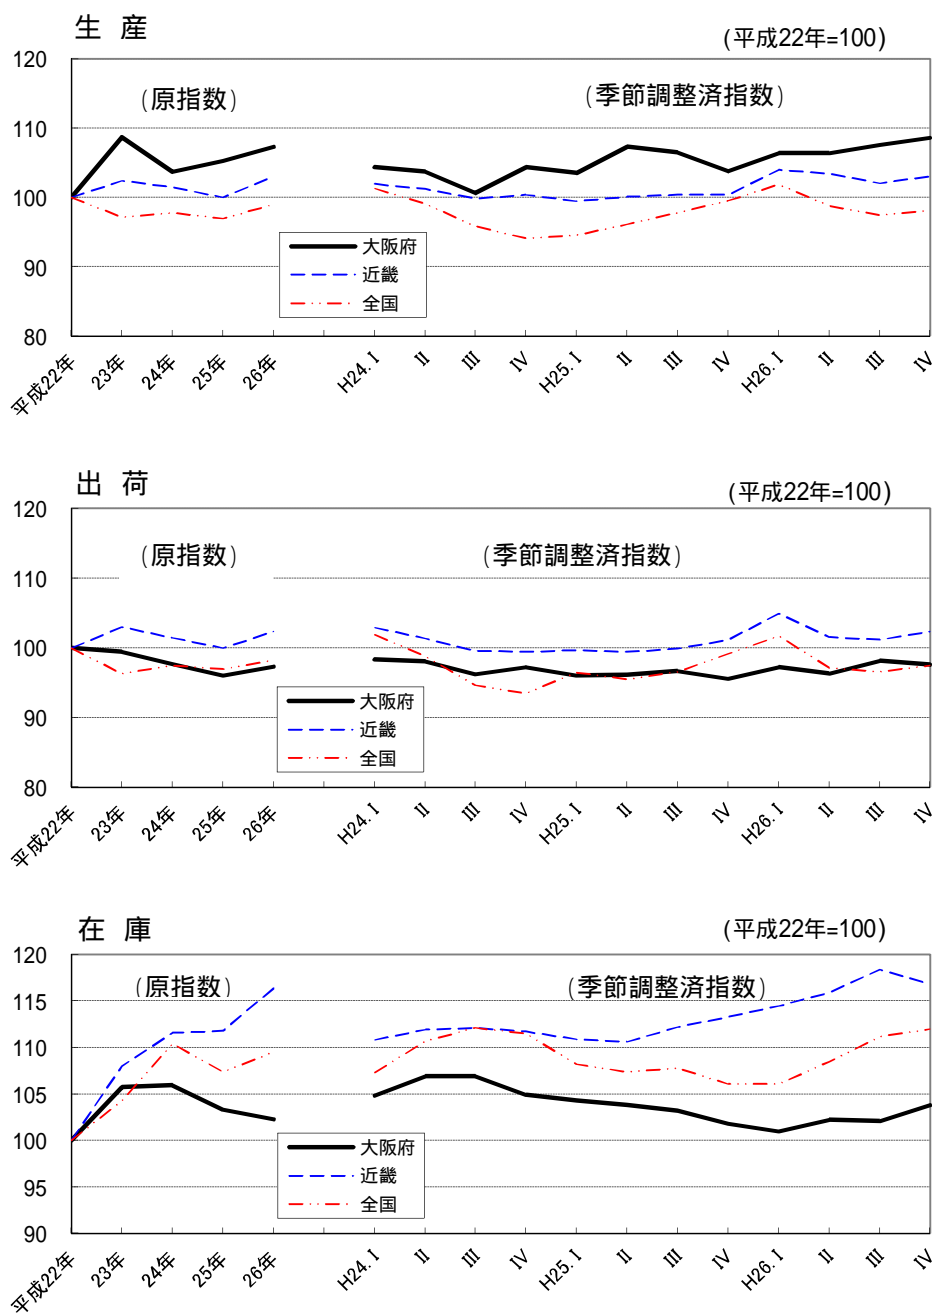 生 産
(平成22年=100)
(原指数)
(季節調整済指数)
120
110
100
90
80
大阪府
近畿
全国
平成22年 23年 24年 25年 26年 H24.Ⅰ Ⅱ Ⅲ Ⅳ H25.Ⅰ Ⅱ Ⅲ Ⅳ H26.Ⅰ Ⅱ Ⅲ Ⅳ
出 荷
(平成22年=100)
(原指数)
(季節調整済指数)
120
110
100
90
80
大阪府
近畿
全国
平成22年 23年 24年 25年 26年 H24.Ⅰ Ⅱ Ⅲ Ⅳ H25.Ⅰ Ⅱ Ⅲ Ⅳ H26.Ⅰ Ⅱ Ⅲ Ⅳ
在 庫
(平成22年=100)
(原指数)
(季節調整済指数)
120
115
110
105
100
95
90
大阪府
近畿
全国
平成22年 23年 24年 25年 26年 H24.Ⅰ Ⅱ Ⅲ Ⅳ H25.Ⅰ Ⅱ Ⅲ Ⅳ H26.Ⅰ Ⅱ Ⅲ Ⅳ